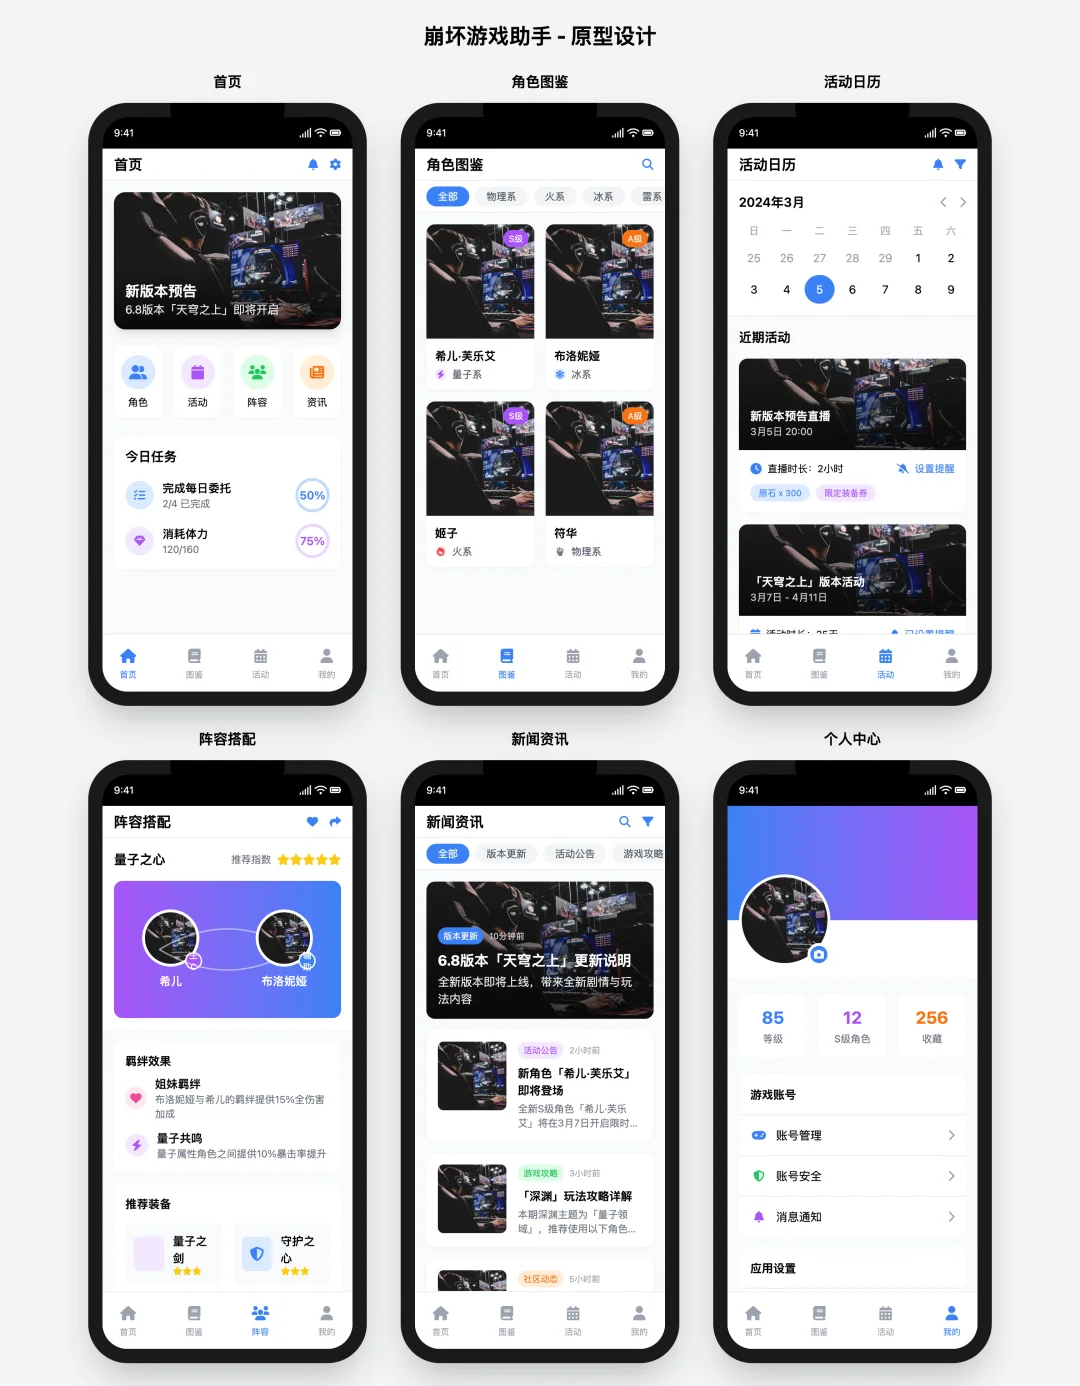 崩坏游戏助手 - 原型设计
首页
9:41
首页
新版本预告
6.8版本「天穹之上」即将开启
角色
活动
阵容
资讯
今日任务
完成每日委托
2/4 已完成
50%
消耗体力
120/160
75%
首页
图鉴
活动
我的
角色图鉴
9:41
角色图鉴
全部
物理系
火系
冰系
雷系
S级
希儿·芙乐艾
量子系
A级
布洛妮娅
冰系
S级
姬子
火系
A级
符华
物理系
首页
图鉴
活动
我的
活动日历
9:41
活动日历
2024年3月
日 一 二 三 四 五 六
25 26 27 28 29 1 2
3 4 5 6 7 8 9
近期活动
新版本预告直播
3月5日 20:00
直播时长：2小时
设置提醒
原石 x 300
限定装备券
「天穹之上」版本活动
3月7日 - 4月11日
活动时长：35天
已设置提醒
首页
图鉴
活动
我的
阵容搭配
9:41
阵容搭配
量子之心
推荐指数
希儿
布洛妮娅
羁绊效果
姐妹羁绊
布洛妮娅与希儿的羁绊提供15%全伤害
加成
量子共鸣
量子属性角色之间提供10%暴击率提升
推荐装备
量子之
剑
守护之
心
首页
图鉴
阵容
我的
新闻资讯
9:41
新闻资讯
全部
版本更新
活动公告
游戏攻略
版本更新
10分钟前
6.8版本「天穹之上」更新说明
全新版本即将上线，带来全新剧情与玩
法内容
活动公告
2小时前
新角色「希儿·芙乐艾」
即将登场
全新S级角色「希儿·芙乐
艾」将在3月7日开启限时...
游戏攻略
3小时前
「深渊」玩法攻略详解
本期深渊主题为「量子领
域」，推荐使用以下角色...
社区动态
5小时前
首页
图鉴
活动
我的
个人中心
9:41
85
等级
12
S级角色
256
收藏
游戏账号
账号管理
账号安全
消息通知
应用设置
首页
图鉴
活动
我的